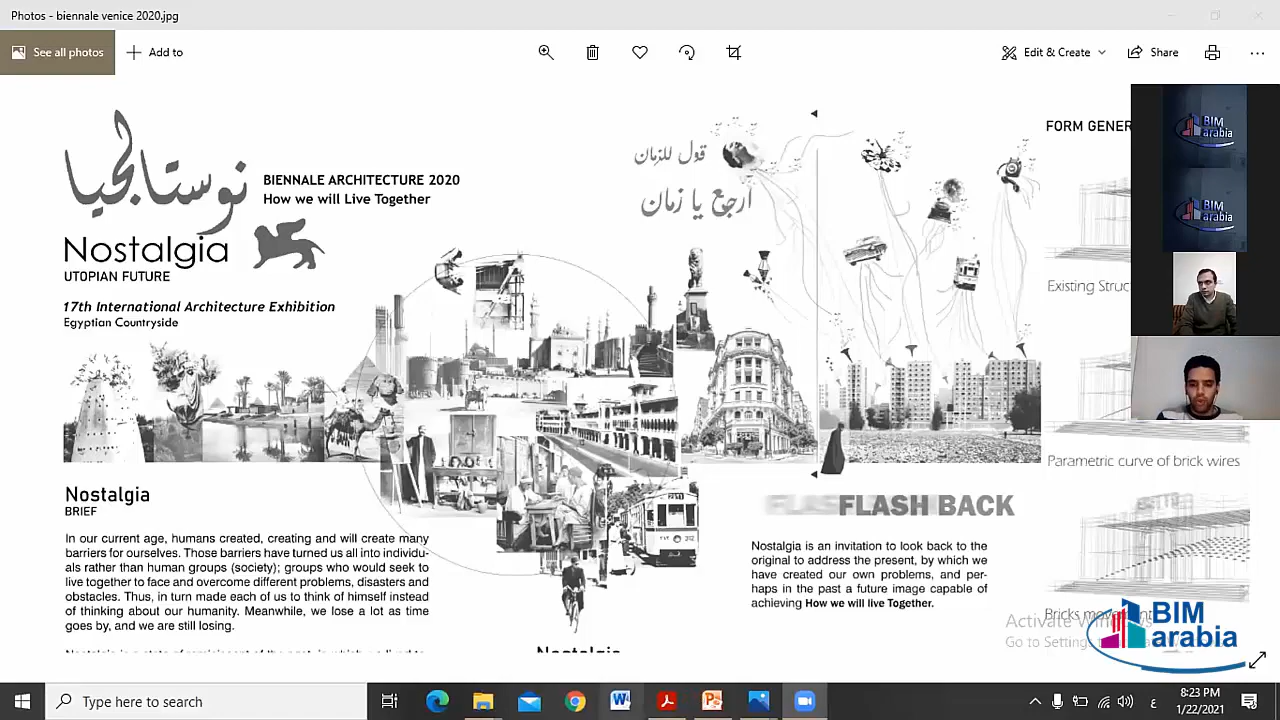 Photos - biennale venice 2020.jpg
See all photos
Add to
Edit & Create
Share
نوستالجيا
BIENNALE ARCHITECTURE 2020
How we will Live Together
Nostalgia
UTOPIAN FUTURE
17th International Architecture Exhibition
Egyptian Countryside
قول للزمان
ارجع يا زمان
FORM GENER
Existing Struc
Parametric curve of brick wires
Bricks mov
Nostalgia
BRIEF
In our current age, humans created, creating and will create many
barriers for ourselves. Those barriers have turned us all into individu-
als rather than human groups (society); groups who would seek to
live together to face and overcome different problems, disasters and
obstacles. Thus, in turn made each of us to think of himself instead
of thinking about our humanity. Meanwhile, we lose a lot as time
goes by, and we are still losing.
Nostalgia
FLASH BACK
Nostalgia is an invitation to look back to the
original to address the present, by which we
have created our own problems, and per-
haps in the past a future image capable of
achieving How we will live Together.
BIM
arabia
BIM
arabia
Activate
Go to Settings
BIM
arabia
Type here to search
ع
8:23 PM
1/22/2021